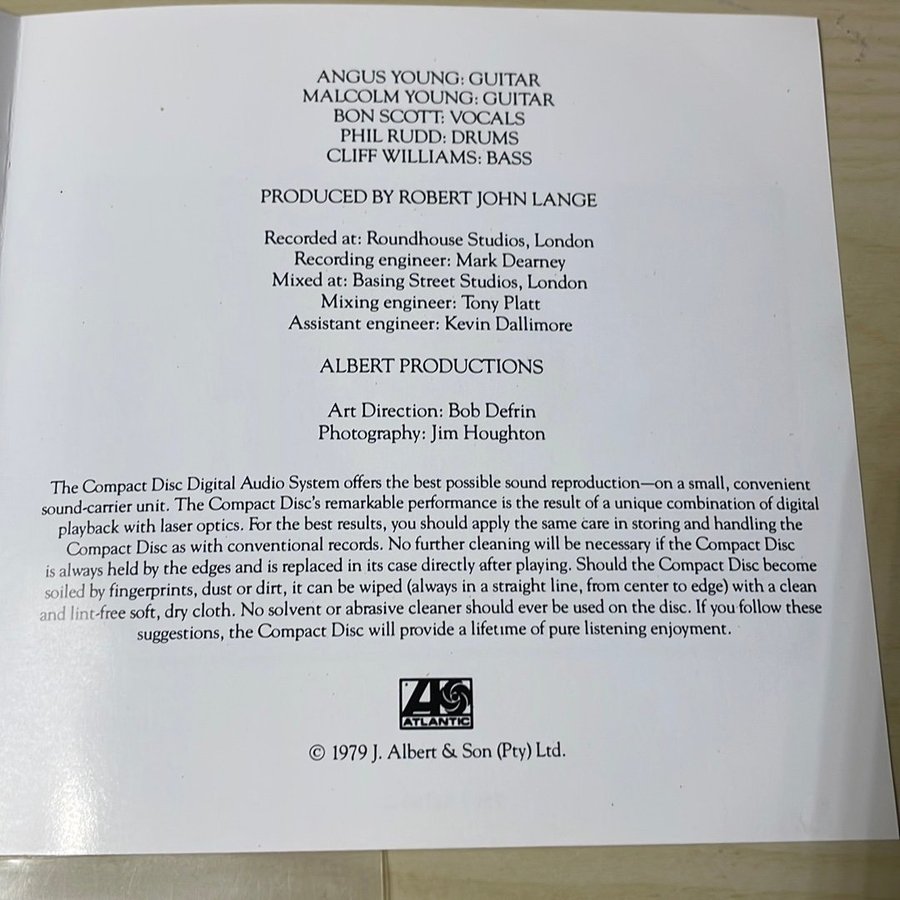 ANGUS YOUNG: GUITAR
MALCOLM YOUNG: GUITAR
BON SCOTT: VOCALS
PHIL RUDD: DRUMS
CLIFF WILLIAMS: BASS
PRODUCED BY ROBERT JOHN LANGE
Recorded at: Roundhouse Studios, London
Recording engineer: Mark Dearney
Mixed at: Basing Street Studios, London
Mixing engineer: Tony Platt
Assistant engineer: Kevin Dallimore
ALBERT PRODUCTIONS
Art Direction: Bob Defrin
Photography: Jim Houghton
The Compact Disc Digital Audio System offers the best possible sound reproduction—on a small, convenient
sound-carrier unit. The Compact Disc's remarkable performance is the result of a unique combination of digital
playback with laser optics. For the best results, you should apply the same care in storing and handling the
Compact Disc as with conventional records. No further cleaning will be necessary if the Compact Disc
is always held by the edges and is replaced in its case directly after playing. Should the Compact Disc become
soiled by fingerprints, dust or dirt, it can be wiped (always in a straight line, from center to edge) with a clean
and lint-free soft, dry cloth. No solvent or abrasive cleaner should ever be used on the disc. If you follow these
suggestions, the Compact Disc will provide a lifetime of pure listening enjoyment.
ATLANTIC
© 1979 J. Albert & Son (Pty) Ltd.